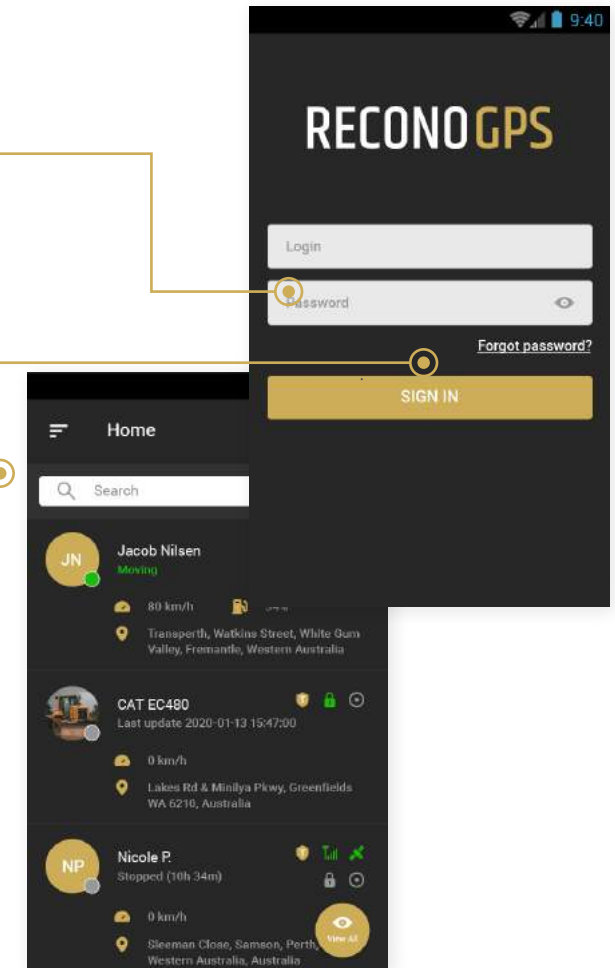 9:40
RECONOGPS
Login
Password
Forgot password?
SIGN IN
Home
Search
JN
Jacob Nilsen
Moving
80 km/h
Transperth, Watkins Street, White Gum
Valley, Fremantle, Western Australia
CAT EC480
Last update 2020-01-13 15:47:00
0 km/h
Lakes Rd & Minilya Pkwy, Greenfields
WA 6210, Australia
NP
Nicole P.
Stopped (10h 34m)
0 km/h
View All
Sleeman Close, Samson, Perth,
Western Australia, Australia